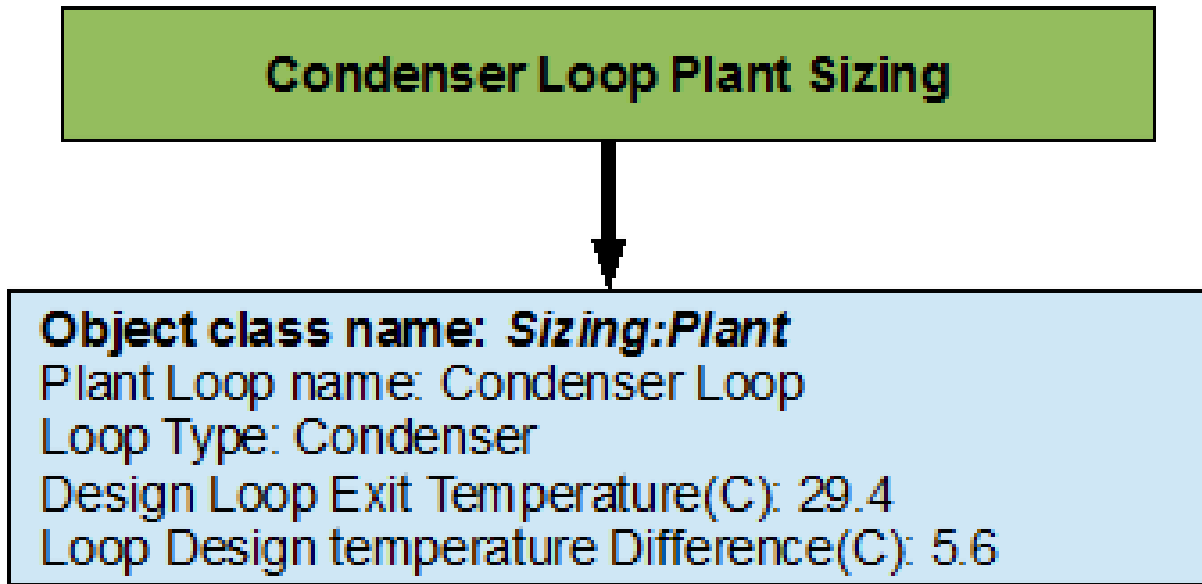 Condenser Loop Plant Sizing
Object class name: Sizing:Plant
Plant Loop name: Condenser Loop
Loop Type: Condenser
Design Loop Exit Temperature(C): 29.4
Loop Design temperature Difference(C): 5.6